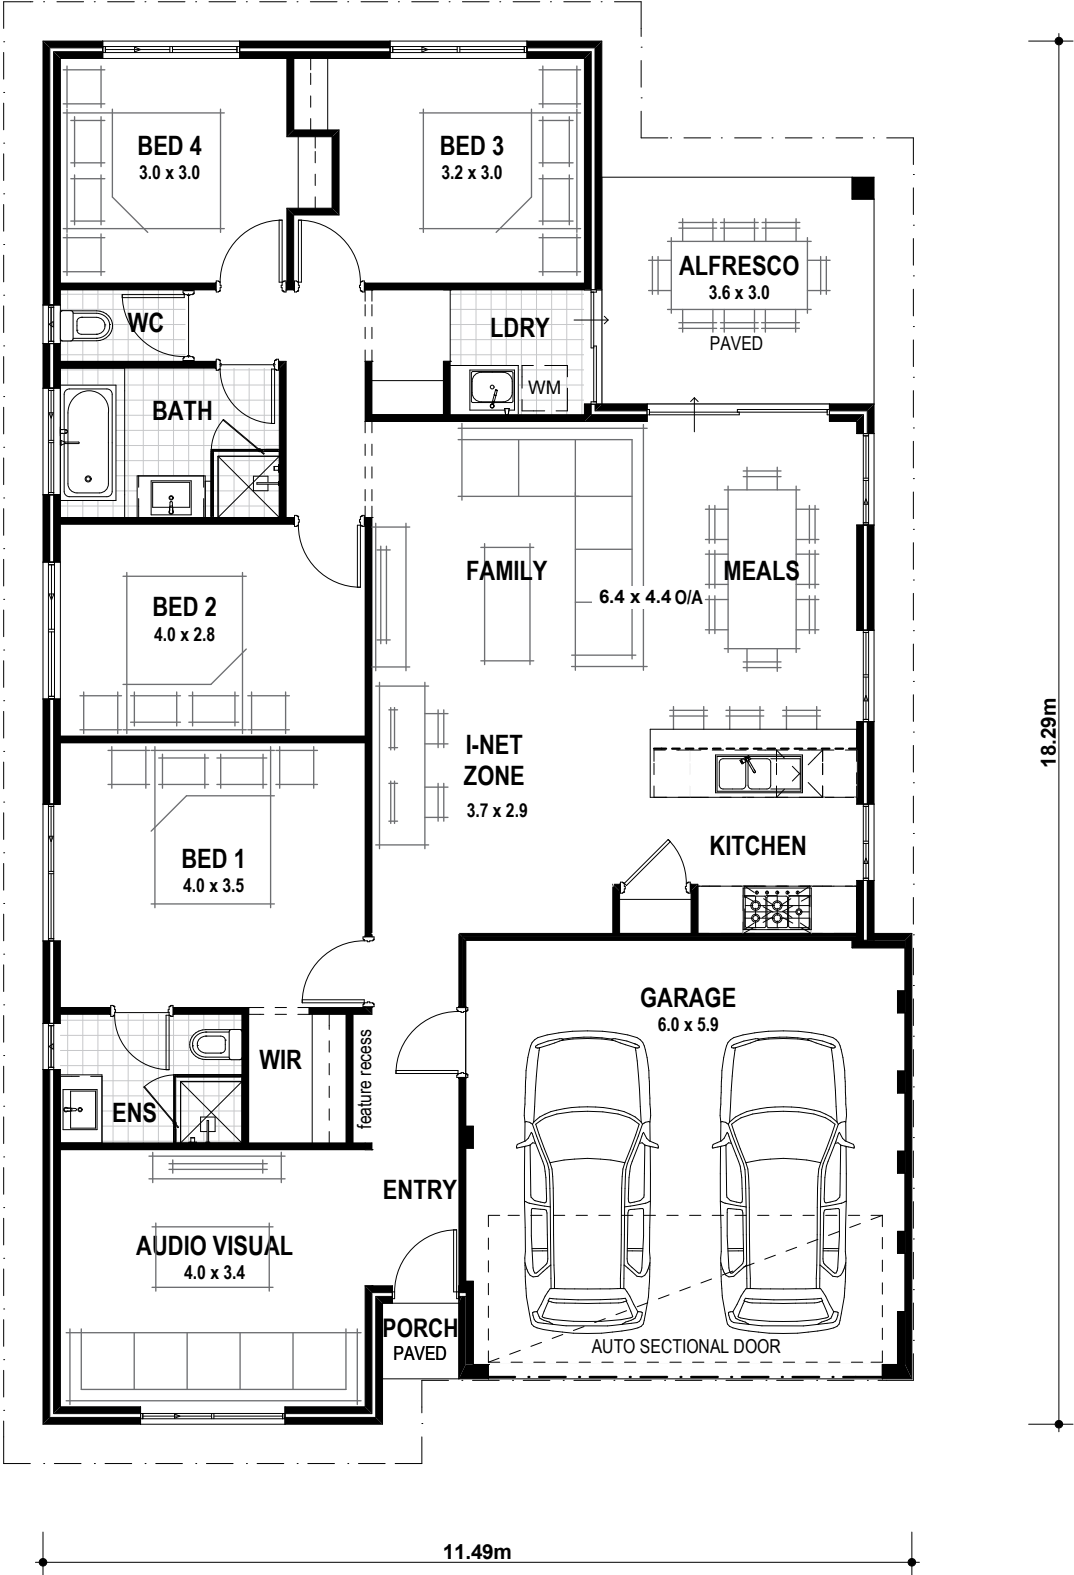 BED 4
3.0 x 3.0
BED 3
3.2 x 3.0
ALFRESCO
3.6 x 3.0
PAVED
WC
LDRY
WM
BATH
FAMILY
MEALS
6.4 x 4.4 O/A
BED 2
4.0 x 2.8
18.29m
I-NET
ZONE
3.7 x 2.9
KITCHEN
BED 1
4.0 x 3.5
GARAGE
6.0 x 5.9
WIR
feature recess
ENS
ENTRY
AUDIO VISUAL
4.0 x 3.4
PORCH
PAVED
AUTO SECTIONAL DOOR
11.49m